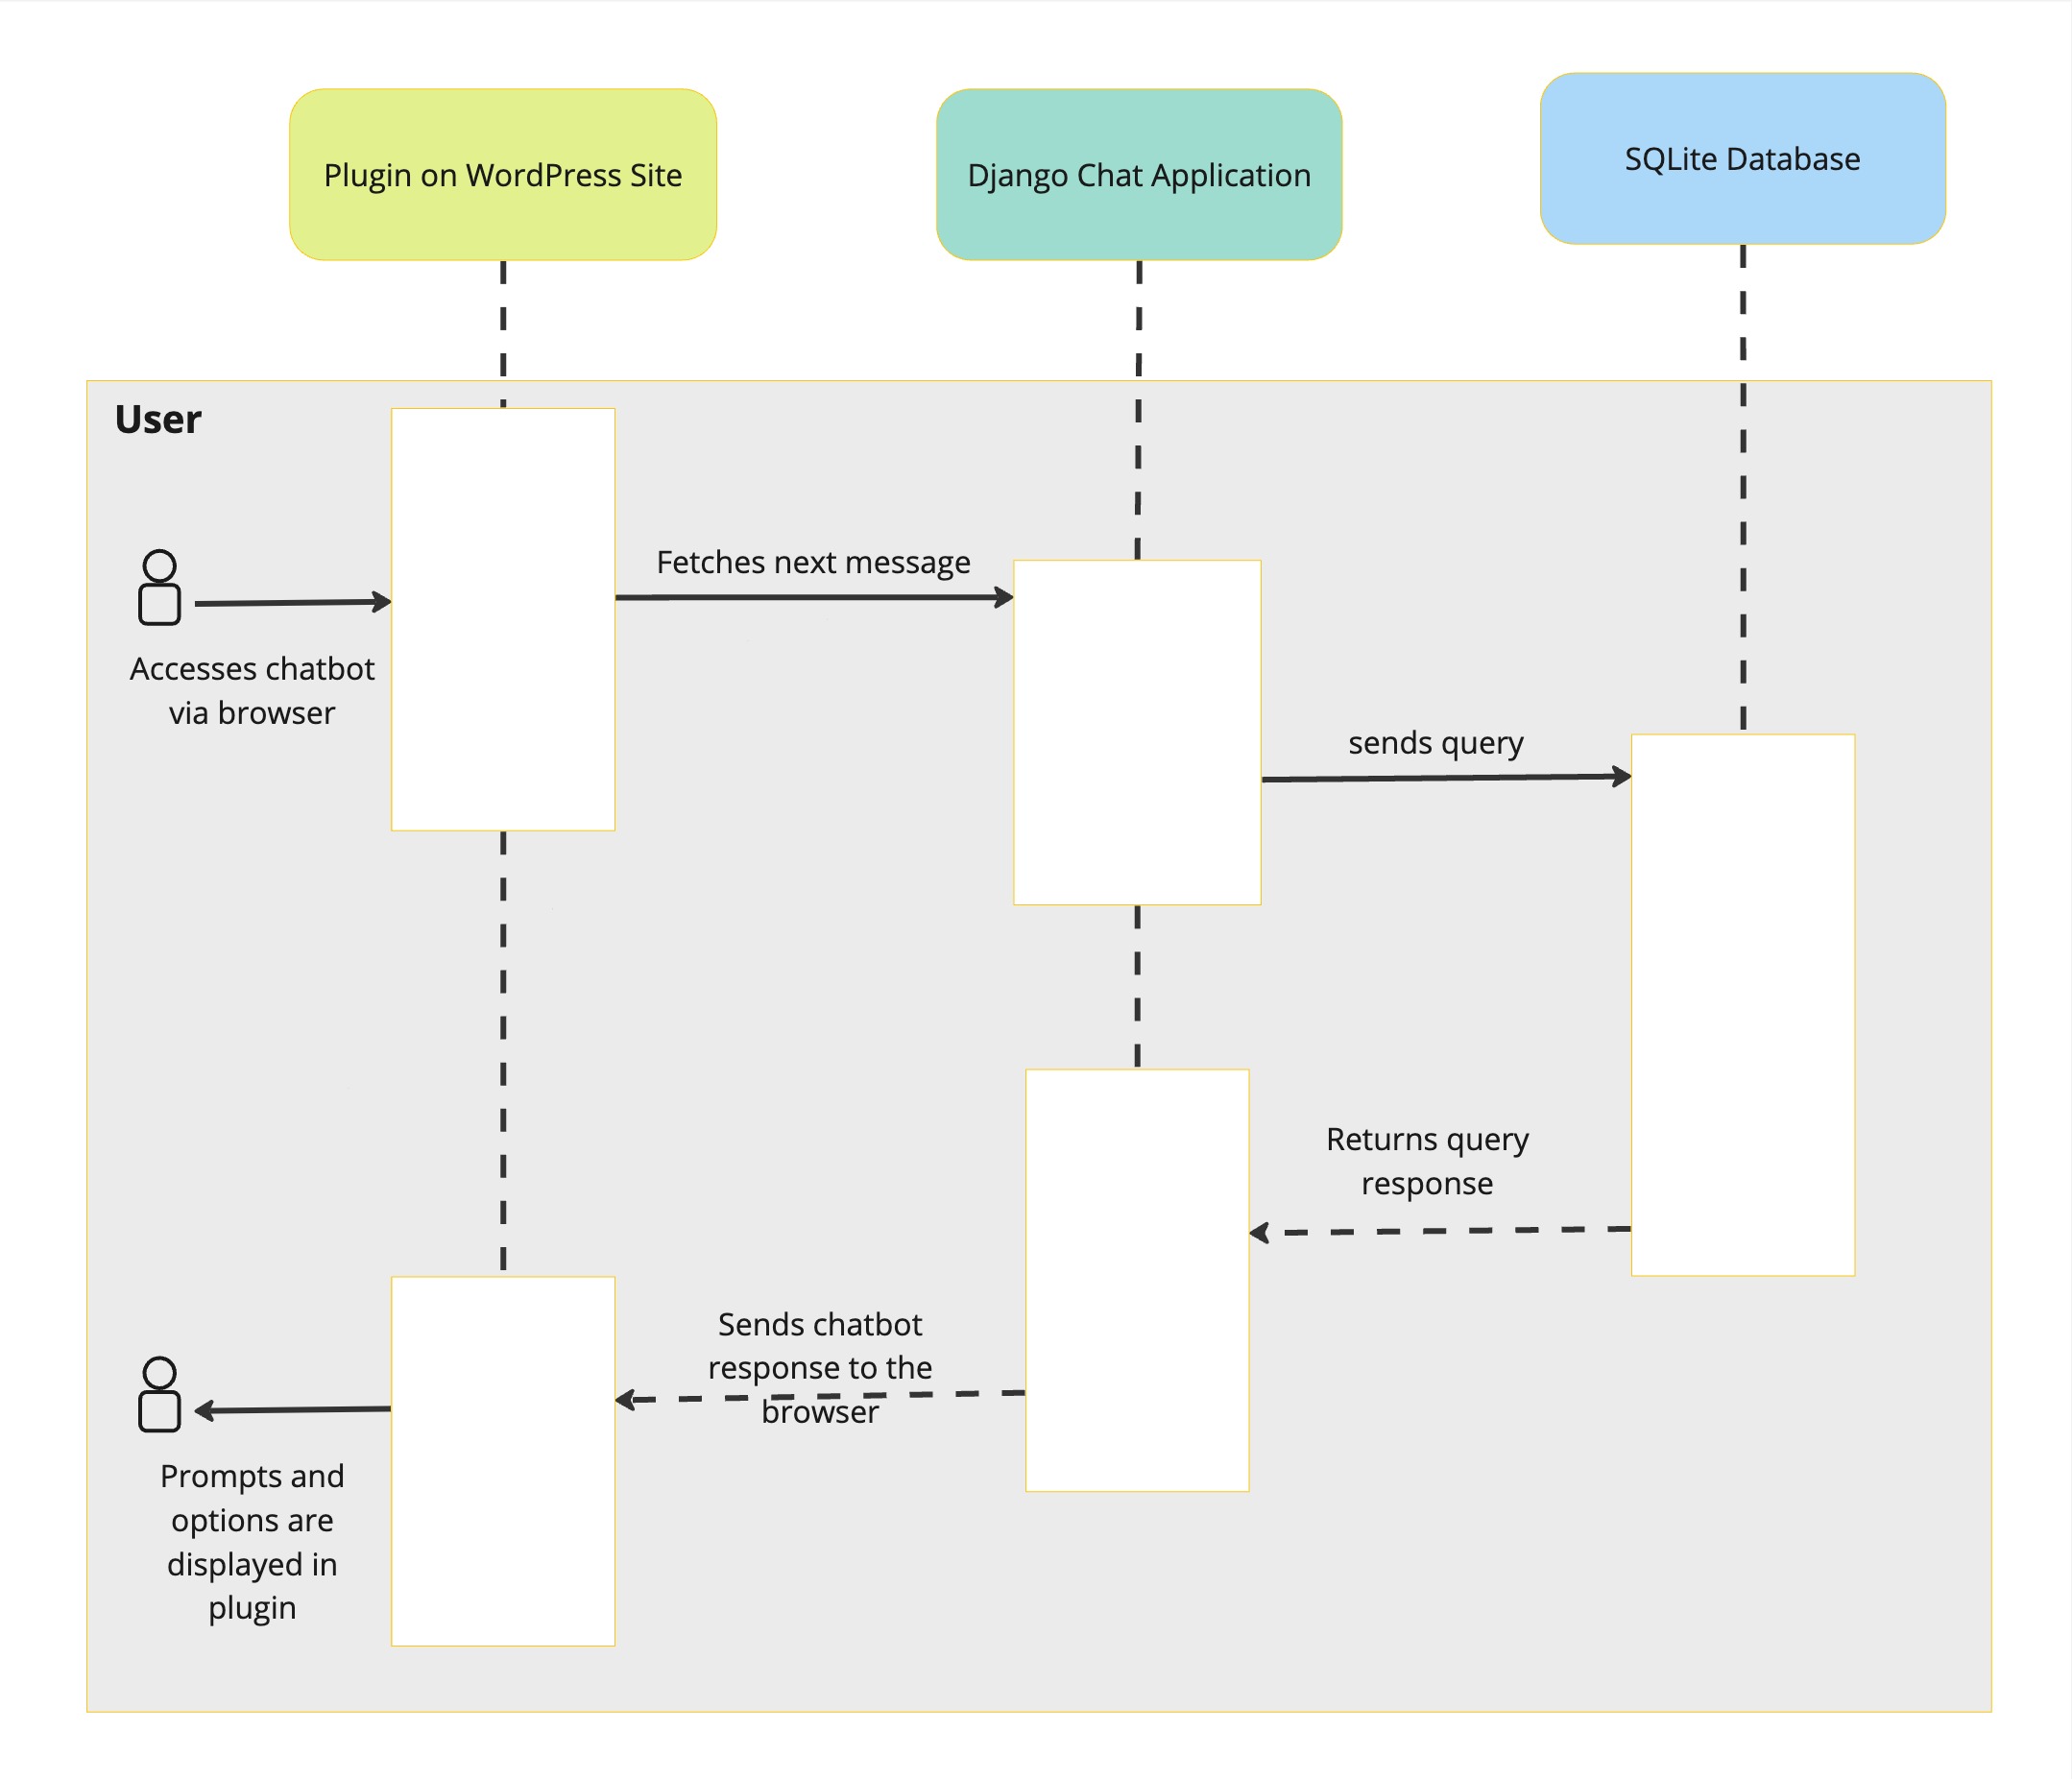 Plugin on WordPress Site
Django Chat Application
SQLite Database
User
Fetches next message
Accesses chatbot
via browser
sends query
Returns query
response
Sends chatbot
response to the
browser
Prompts and
options are
displayed in
plugin